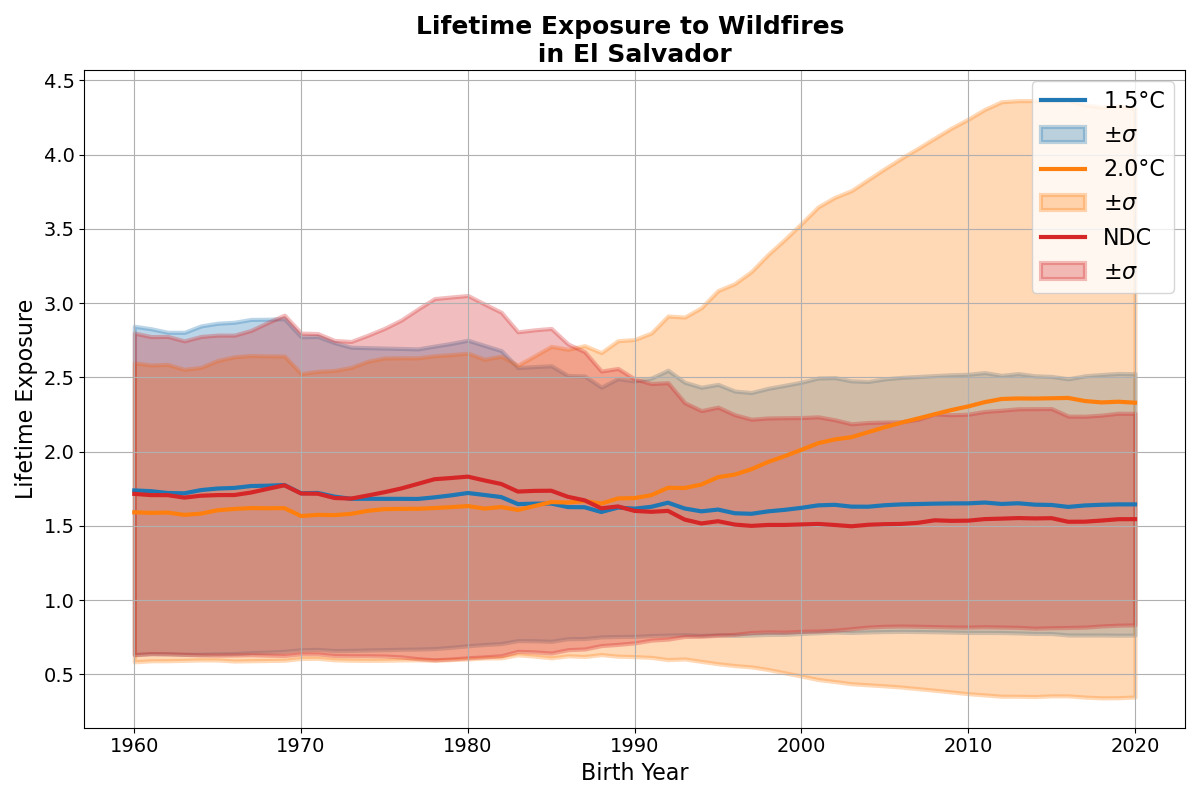 Lifetime Exposure to Wildfires
in El Salvador
Lifetime Exposure
4.5
4.0
3.5
3.0
2.5
2.0
1.5
1.0
0.5
1.5°C
±σ
2.0°C
±σ
NDC
±σ
1960 1970 1980 1990 2000 2010 2020
Birth Year